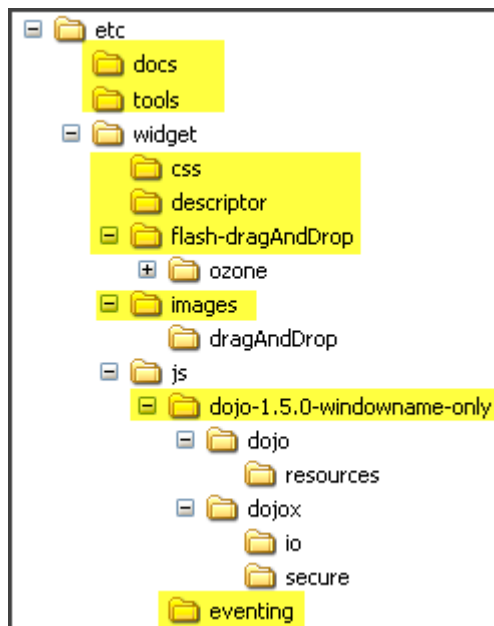 etc
docs
tools
widget
css
descriptor
flash-dragAndDrop
ozone
images
dragAndDrop
js
dojo-1.5.0-windowname-only
dojo
resources
dojox
io
secure
eventing